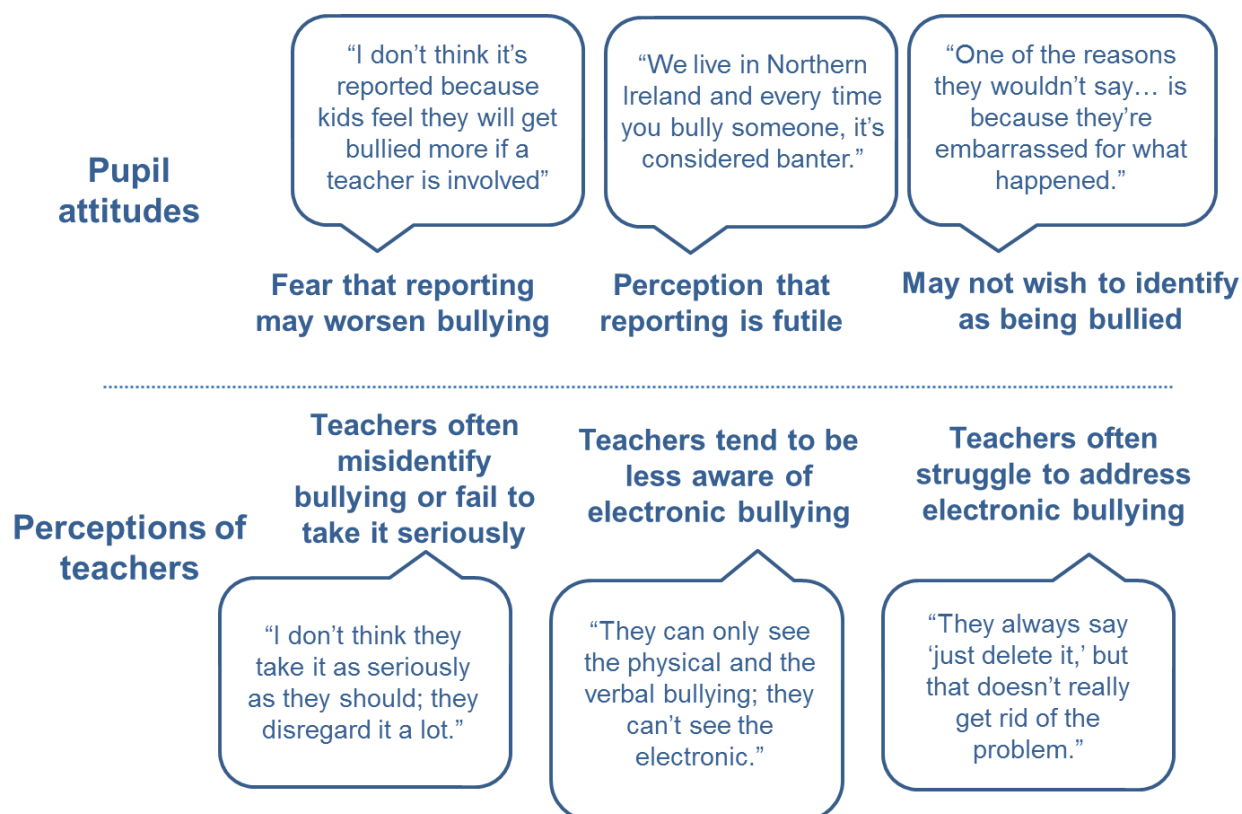 Pupil
attitudes
“I don’t think it’s
reported because
kids feel they will get
bullied more if a
teacher is involved”
Fear that reporting
may worsen bullying
“We live in Northern
Ireland and every time
you bully someone, it’s
considered banter.”
Perception that
reporting is futile
“One of the reasons
they wouldn’t say… is
because they’re
embarrassed for what
happened.”
May not wish to identify
as being bullied
Perceptions of
teachers
Teachers often
misidentify
bullying or fail to
take it seriously
“I don’t think they
take it as seriously
as they should; they
disregard it a lot.”
Teachers tend to be
less aware of
electronic bullying
“They can only see
the physical and the
verbal bullying; they
can’t see the
electronic.”
Teachers often
struggle to address
electronic bullying
“They always say
‘just delete it,’ but
that doesn’t really
get rid of the
problem.”